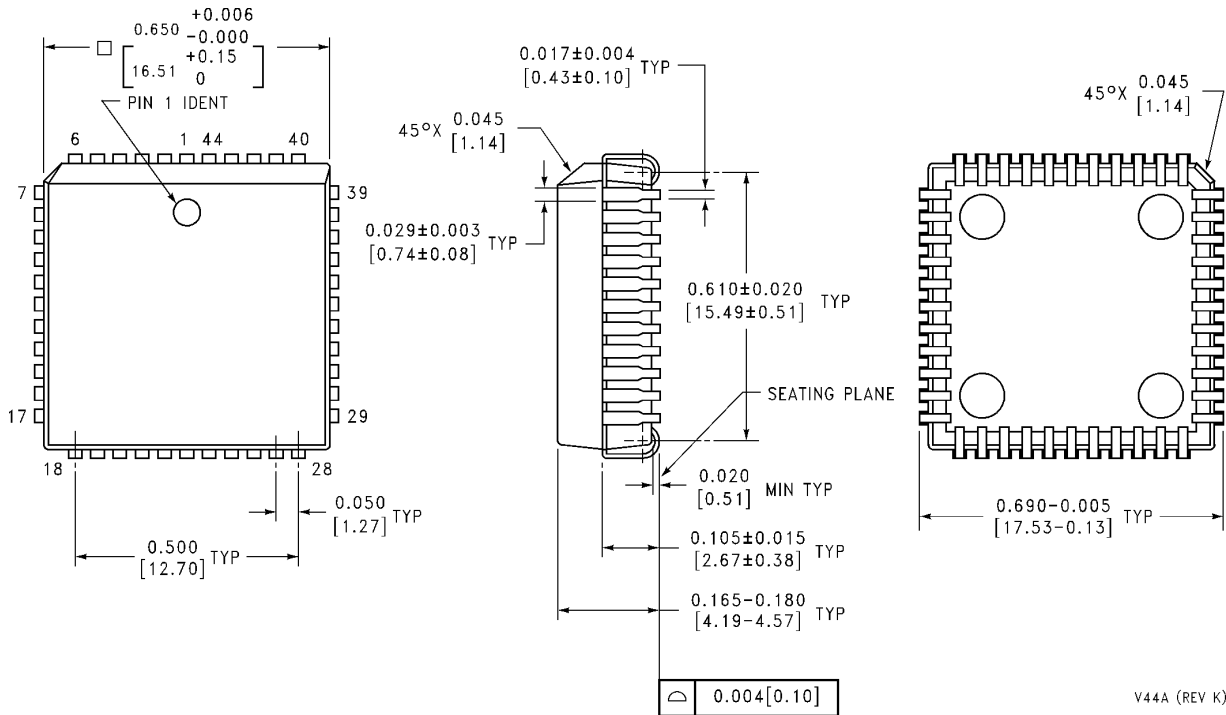 0.650 +0.006 -0.000
[16.51 +0.15 0]
PIN 1 IDENT
6 1 44 40
7 39
17 29
18 28
0.050
[1.27] TYP
0.500
[12.70] TYP
0.017±0.004
[0.43±0.10] TYP
45°X 0.045
[1.14]
0.029±0.003
[0.74±0.08] TYP
0.610±0.020
[15.49±0.51] TYP
SEATING PLANE
0.020
[0.51] MIN TYP
0.105±0.015
[2.67±0.38] TYP
0.165-0.180
[4.19-4.57] TYP
0.004[0.10]
45°X 0.045
[1.14]
0.690-0.005
[17.53-0.13] TYP
V44A (REV K)